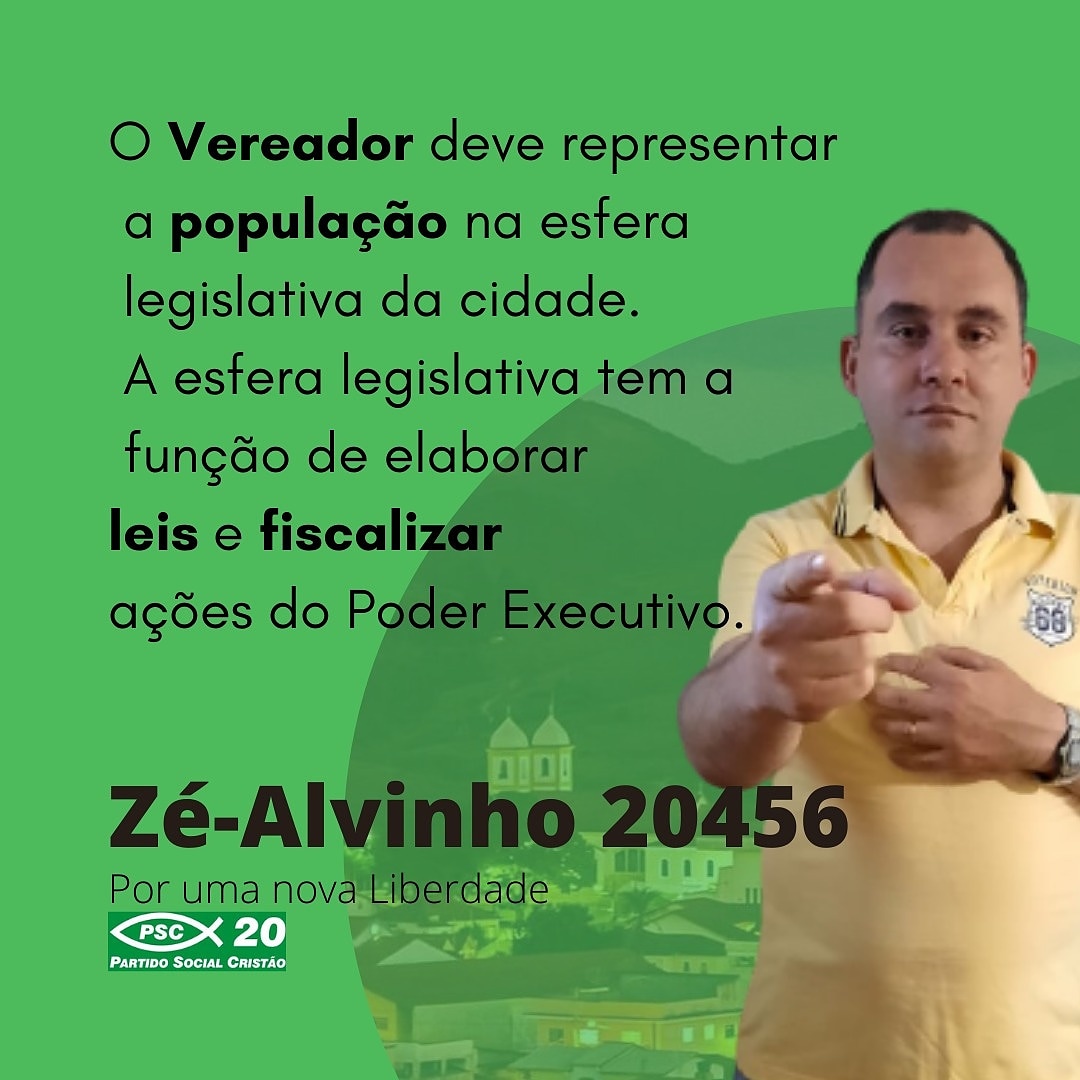 O Vereador deve representar
a população na esfera
legislativa da cidade.
A esfera legislativa tem a
função de elaborar
leis e fiscalizar
ações do Poder Executivo.
66
Zé-Alvinho 20456
Por uma nova Liberdade
PSC 20
PARTIDO SOCIAL CRISTÃO